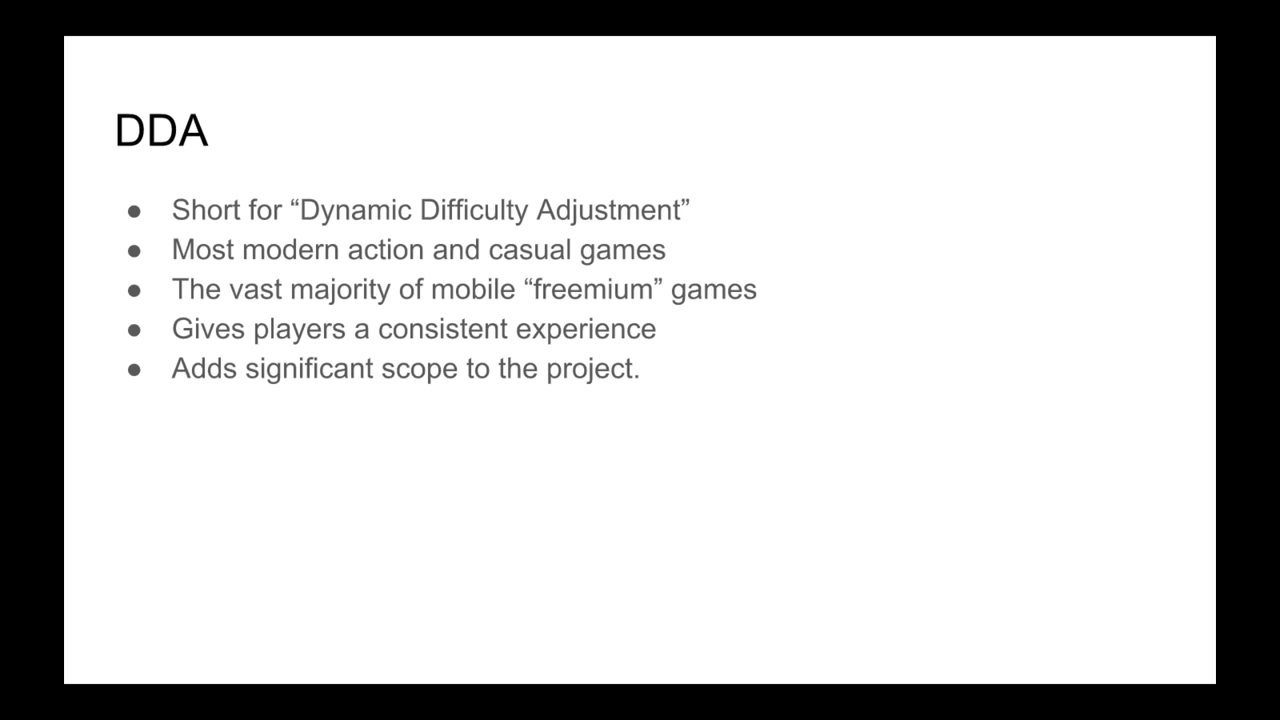 DDA
● Short for “Dynamic Difficulty Adjustment”
● Most modern action and casual games
● The vast majority of mobile “freemium” games
● Gives players a consistent experience
● Adds significant scope to the project.